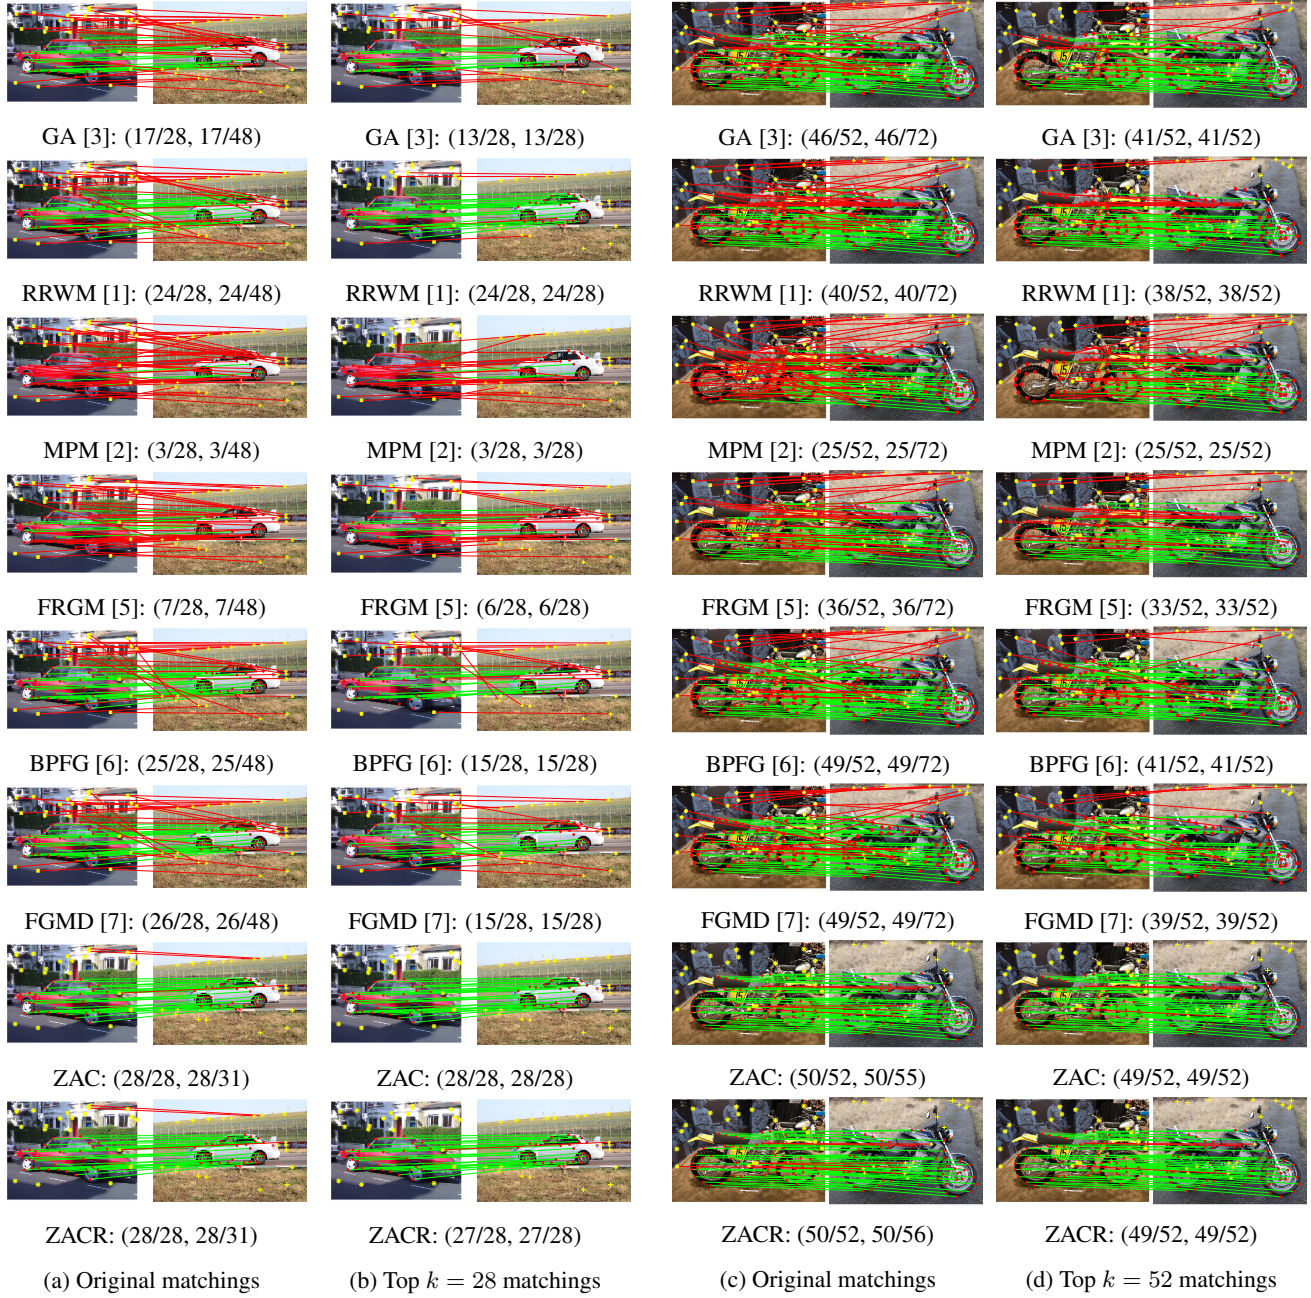 GA [3]: (17/28, 17/48) GA [3]: (13/28, 13/28) GA [3]: (46/52, 46/72) GA [3]: (41/52, 41/52)
RRWM [1]: (24/28, 24/48) RRWM [1]: (24/28, 24/28) RRWM [1]: (40/52, 40/72) RRWM [1]: (38/52, 38/52)
MPM [2]: (3/28, 3/48) MPM [2]: (3/28, 3/28) MPM [2]: (25/52, 25/72) MPM [2]: (25/52, 25/52)
FRGM [5]: (7/28, 7/48) FRGM [5]: (6/28, 6/28) FRGM [5]: (36/52, 36/72) FRGM [5]: (33/52, 33/52)
BPFG [6]: (25/28, 25/48) BPFG [6]: (15/28, 15/28) BPFG [6]: (49/52, 49/72) BPFG [6]: (41/52, 41/52)
FGMD [7]: (26/28, 26/48) FGMD [7]: (15/28, 15/28) FGMD [7]: (49/52, 49/72) FGMD [7]: (39/52, 39/52)
ZAC: (28/28, 28/31) ZAC: (28/28, 28/28) ZAC: (50/52, 50/55) ZAC: (49/52, 49/52)
ZACR: (28/28, 28/31) ZACR: (27/28, 27/28) ZACR: (50/52, 50/56) ZACR: (49/52, 49/52)
(a) Original matchings (b) Top k = 28 matchings (c) Original matchings (d) Top k = 52 matchings